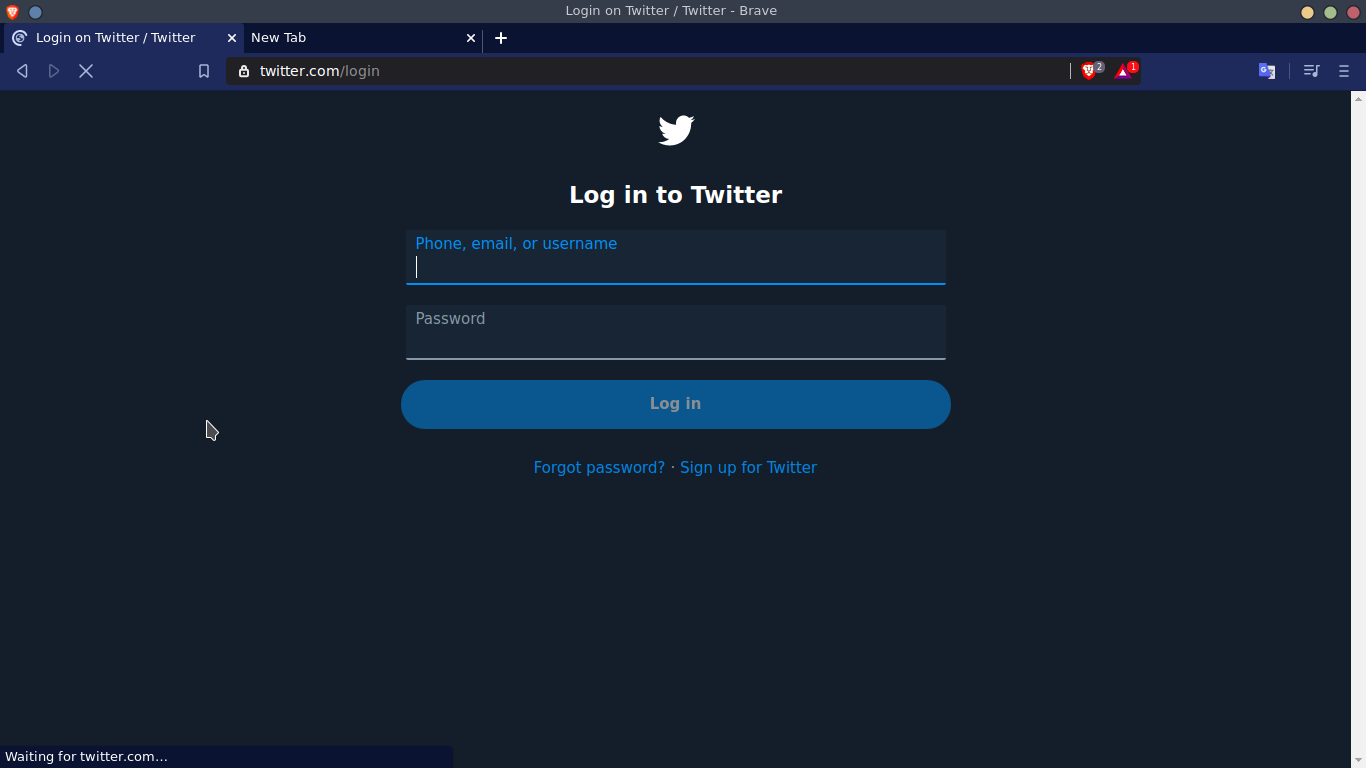 Login on Twitter / Twitter - Brave
Login on Twitter / Twitter
New Tab
twitter.com/login
2
1
Log in to Twitter
Phone, email, or username
Password
Log in
Forgot password? · Sign up for Twitter
Waiting for twitter.com...